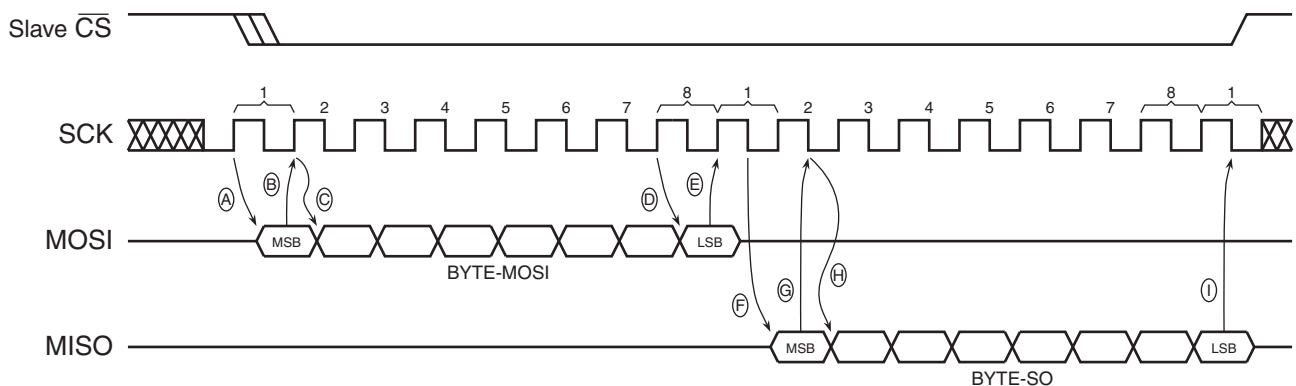 Slave CS
1 2 3 4 5 6 7 8 1 2 3 4 5 6 7 8 1
SCK
A B C D E
MOSI MSB LSB
BYTE-MOSI
F G H I
MISO MSB LSB
BYTE-SO